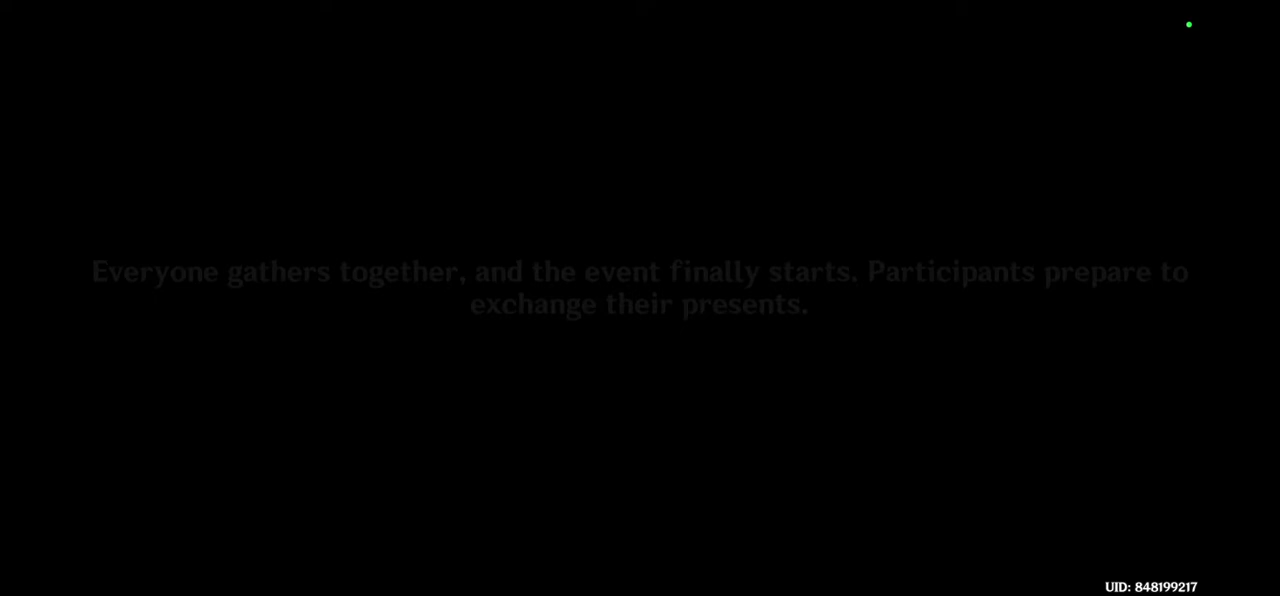 Everyone gathers together, and the event finally starts. Participants prepare to
exchange their presents.
UID: 848199217